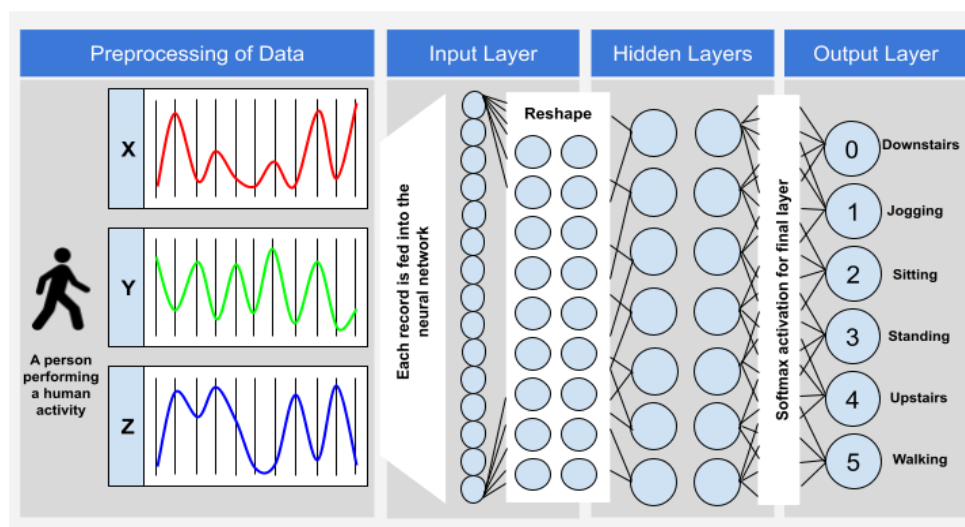 Preprocessing of Data
Input Layer
Hidden Layers
Output Layer
X
Y
Z
A person
performing
a human
activity
Each record is fed into the
neural network
Reshape
Softmax activation for final layer
0
Downstairs
1
Jogging
2
Sitting
3
Standing
4
Upstairs
5
Walking